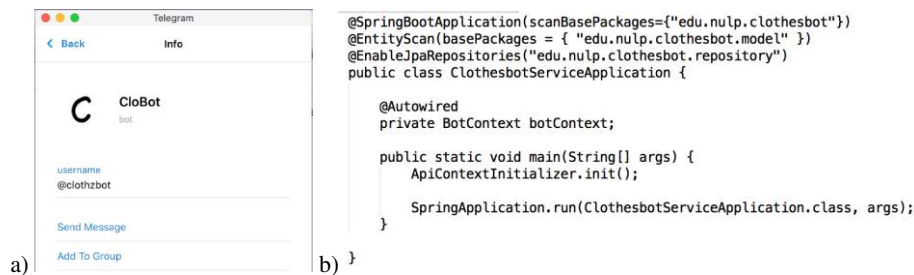 Telegram
Back Info
C
CloBot
bot
username
@clothzbot
Send Message
Add To Group
a)
@SpringBootApplication(scanBasePackages={"edu.nulp.clothesbot"})
@EntityScan(basePackages = { "edu.nulp.clothesbot.model" })
@EnableJpaRepositories("edu.nulp.clothesbot.repository")
public class ClothesbotServiceApplication {
@Autowired
private BotContext botContext;
public static void main(String[] args) {
ApiContextInitializer.init();
SpringApplication.run(ClothesbotServiceApplication.class, args);
}
b) }